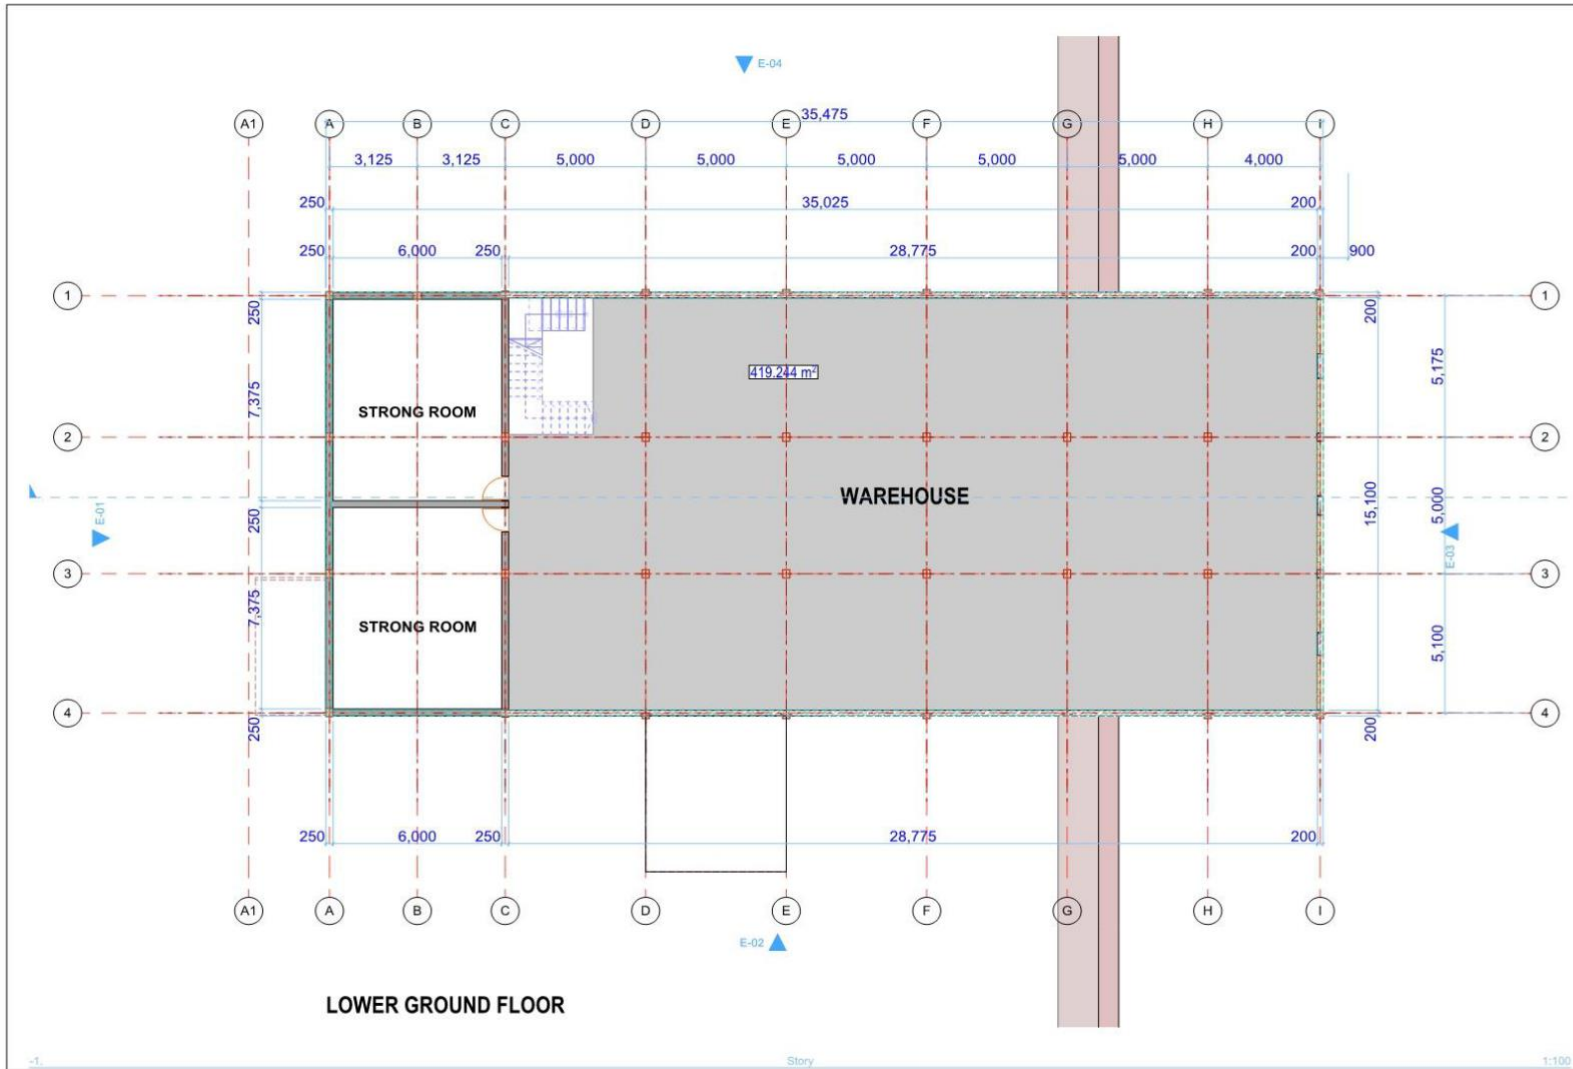 E-04
A1 A B C D E F G H I
35,475
3,125 3,125 5,000 5,000 5,000 5,000 5,000 4,000
250 35,025 200
250 6,000 250 28,775 200 900
1 1
250 200
5,175
419.244 m²
7,375
STRONG ROOM
2 2
WAREHOUSE
E-01
250
15,100
5,000
E-03
3 3
7,375
STRONG ROOM
5,100
4 4
250 200
250 6,000 250 28,775 200
A1 A B C D E F G H I
E-02
LOWER GROUND FLOOR
-1. Story 1:100